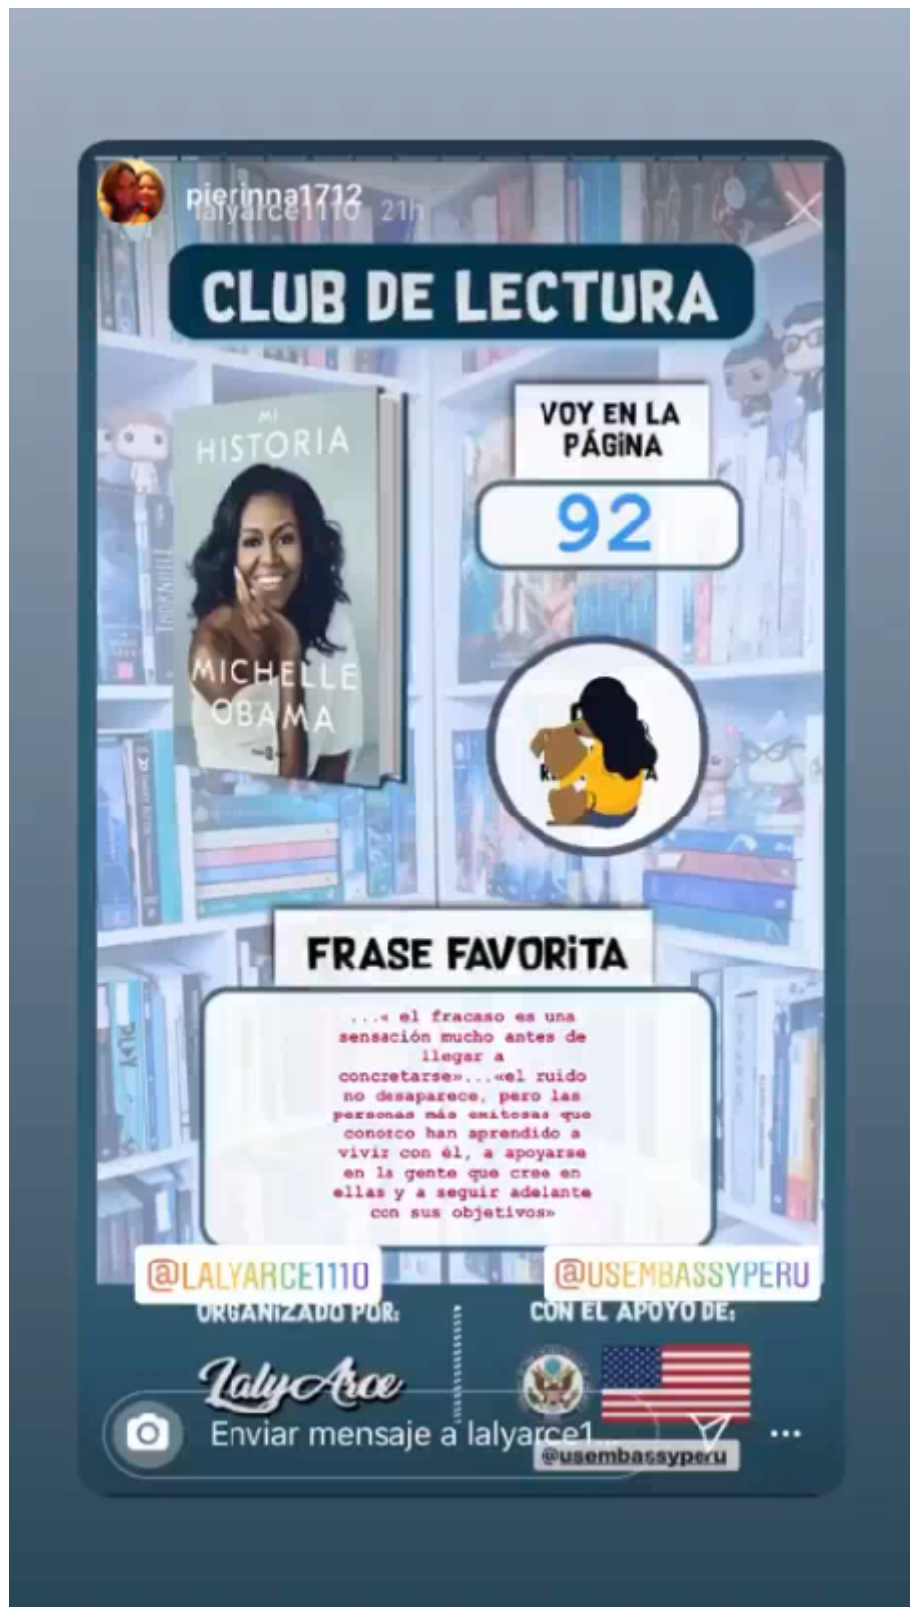 pierinna1712
lalyarce1110 21h
CLUB DE LECTURA
MI
HISTORIA
MICHELLE
OBAMA
VOY EN LA
PÁGINA
92
THORNHILL
PLAY
FRASE FAVORITA
...« el fracaso es una
sensación mucho antes de
llegar a
concretarse»...«el ruido
no desaparece, pero las
personas más exitosas que
conozco han aprendido a
vivir con él, a apoyarse
en la gente que cree en
ellas y a seguir adelante
con sus objetivos»
@LALYARCE1110
@USEMBASSYPERU
ORGANIZADO POR:
CON EL APOYO DE:
LalyArce
Enviar mensaje a lalyarce1...
@usembassyperu